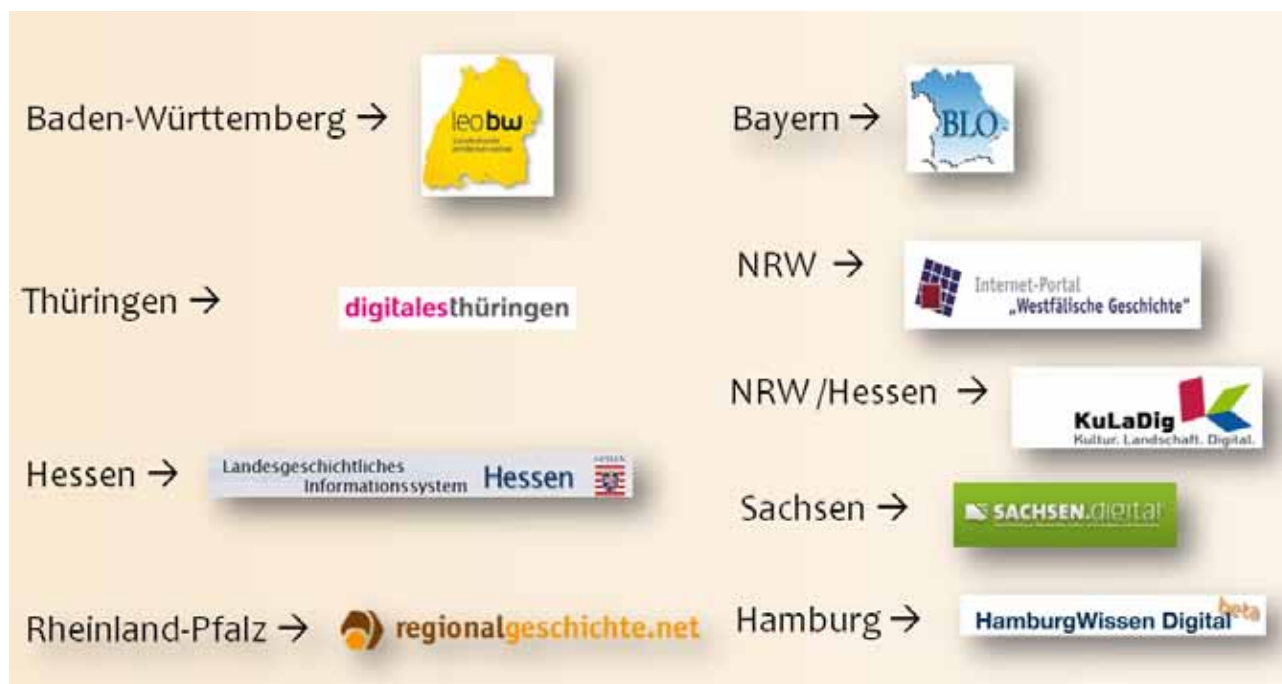 Baden-Württemberg →
leobw
Bayern →
BLO
Thüringen →
digitalesthüringen
NRW →
Internet-Portal
„Westfälische Geschichte“
NRW /Hessen →
KuLaDig
Kultur. Landschaft. Digital.
Hessen →
Landesgeschichtliches
Informationssystem Hessen
Sachsen →
SACHSEN.digital
Rheinland-Pfalz →
regionalgeschichte.net
Hamburg →
HamburgWissen Digital beta